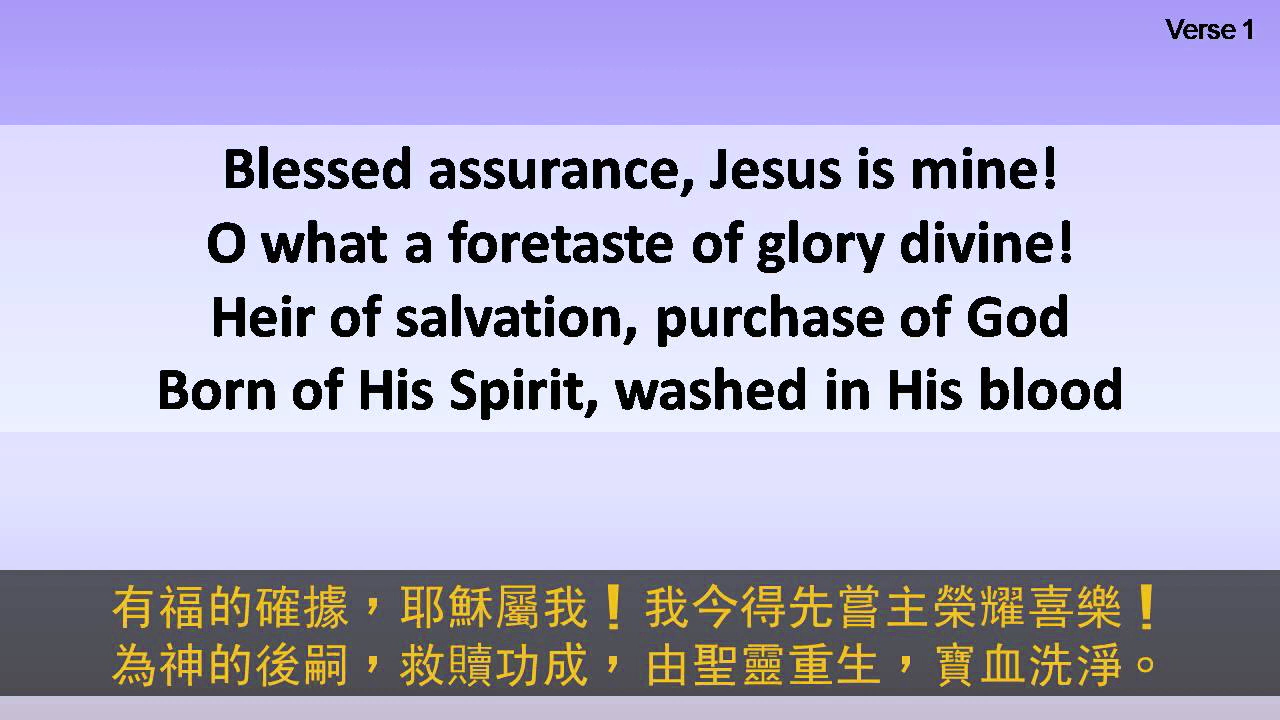 Verse 1
Blessed assurance, Jesus is mine!
O what a foretaste of glory divine!
Heir of salvation, purchase of God
Born of His Spirit, washed in His blood
有福的確據，耶穌屬我！我今得先嘗主榮耀喜樂！
為神的後嗣，救贖功成，由聖靈重生，寶血洗淨。